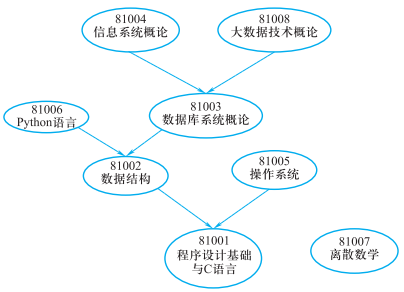 81004
信息系统概论
81008
大数据技术概论
81006
Python语言
81003
数据库系统概论
81002
数据结构
81005
操作系统
81001
程序设计基础
与C语言
81007
离散数学